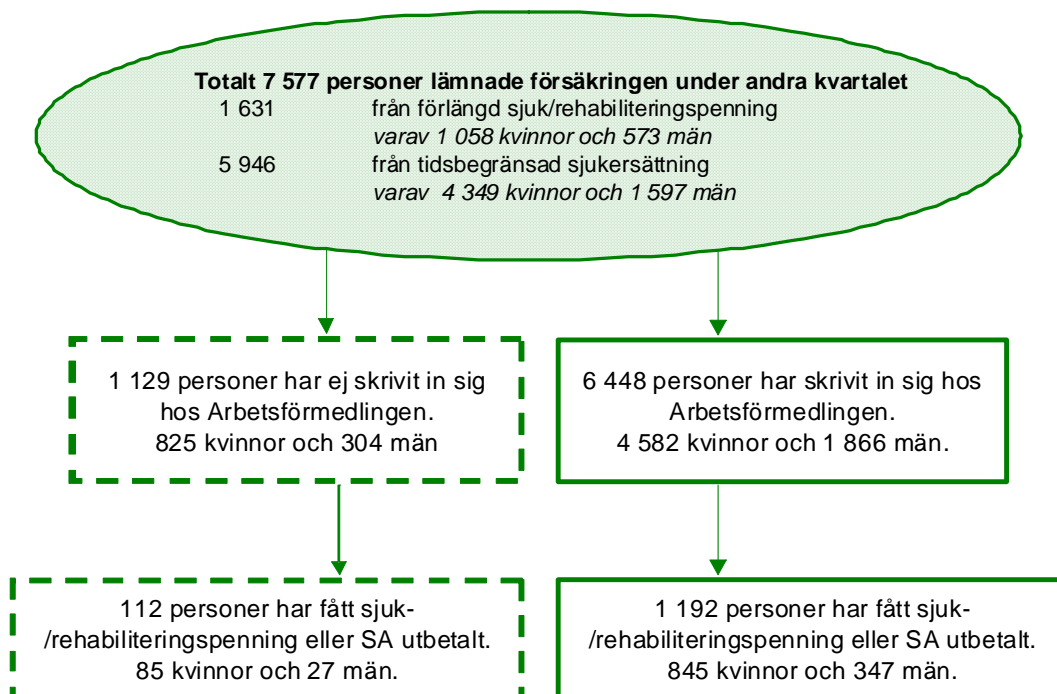 Totalt 7 577 personer lämnade försäkringen under andra kvartalet
1 631 från förlängd sjuk/rehabiliteringspenning
varav 1 058 kvinnor och 573 män
5 946 från tidsbegränsad sjukersättning
varav 4 349 kvinnor och 1 597 män
1 129 personer har ej skrivit in sig
hos Arbetsförmedlingen.
825 kvinnor och 304 män
6 448 personer har skrivit in sig hos
Arbetsförmedlingen.
4 582 kvinnor och 1 866 män.
112 personer har fått sjuk-
/rehabiliteringspenning eller SA utbetalt.
85 kvinnor och 27 män.
1 192 personer har fått sjuk-
/rehabiliteringspenning eller SA utbetalt.
845 kvinnor och 347 män.